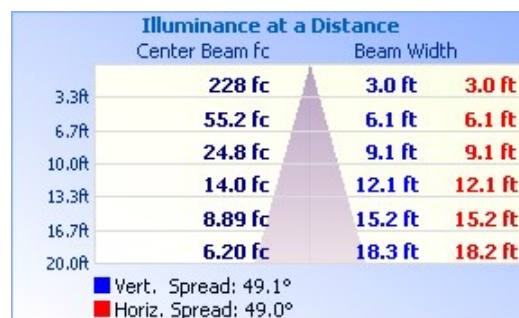 Illuminance at a Distance
Center Beam fc Beam Width
228 fc 3.0 ft 3.0 ft
3.3ft
55.2 fc 6.1 ft 6.1 ft
6.7ft
24.8 fc 9.1 ft 9.1 ft
10.0ft
14.0 fc 12.1 ft 12.1 ft
13.3ft
8.89 fc 15.2 ft 15.2 ft
16.7ft
6.20 fc 18.3 ft 18.2 ft
20.0ft
Vert. Spread: 49.1°
Horiz. Spread: 49.0°